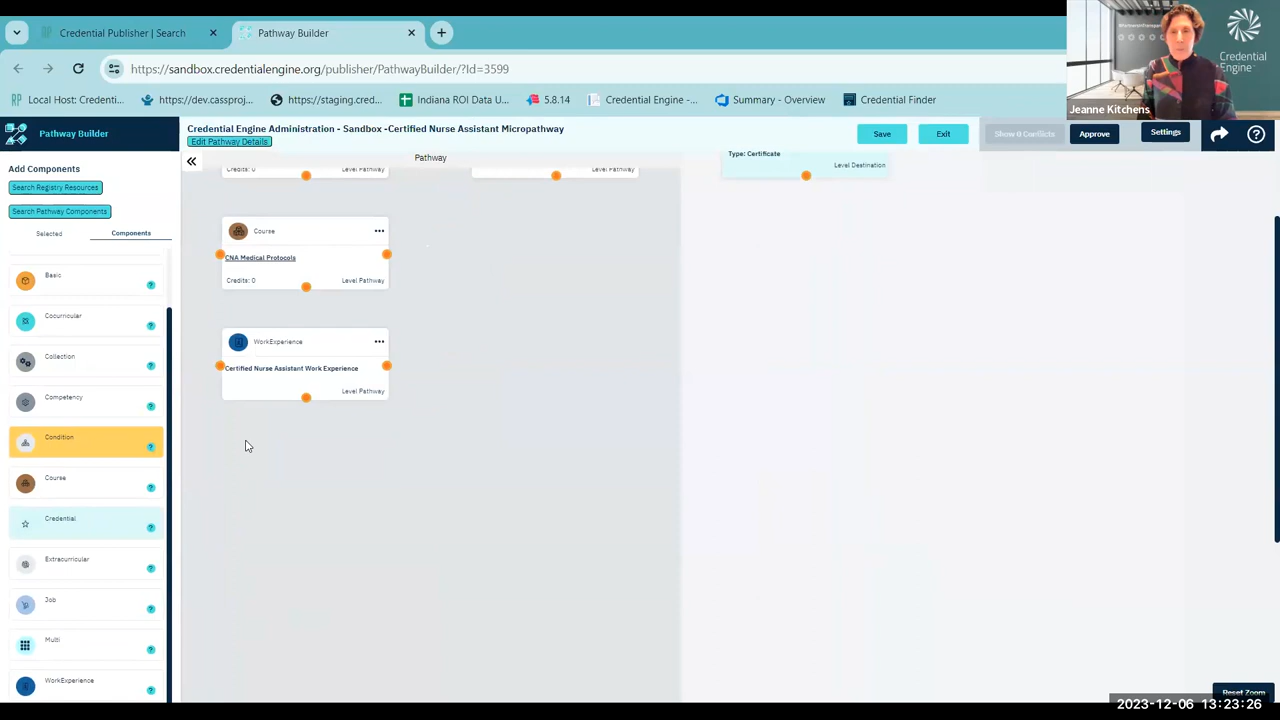 Credential Publisher | Search
Pathway Builder
https://sandbox.credentialengine.org/publisher/PathwayBuilder/?Id=3599
Local Host: Credenti...
https://dev.cassproj...
https://staging.cred...
Indiana ROI Data U...
5.8.14
Credential Engine -...
Summary - Overview
Credential Finder
Credential
Engine
Jeanne Kitchens
Pathway Builder
Credential Engine Administration - Sandbox -Certified Nurse Assistant Micropathway
Edit Pathway Details
Save
Exit
Show 0 Conflicts
Approve
Settings
Add Components
Search Registry Resources
Search Pathway Components
Selected
Components
Basic
Cocurricular
Collection
Competency
Condition
Course
Credential
Extracurricular
Job
Multi
WorkExperience
Pathway
Credits: 0
Level Pathway
Level Pathway
Type: Certificate
Level Destination
Course
CNA Medical Protocols
Credits: 0
Level Pathway
WorkExperience
Certified Nurse Assistant Work Experience
Level Pathway
Reset Zoom
2023-12-06 13:23:26